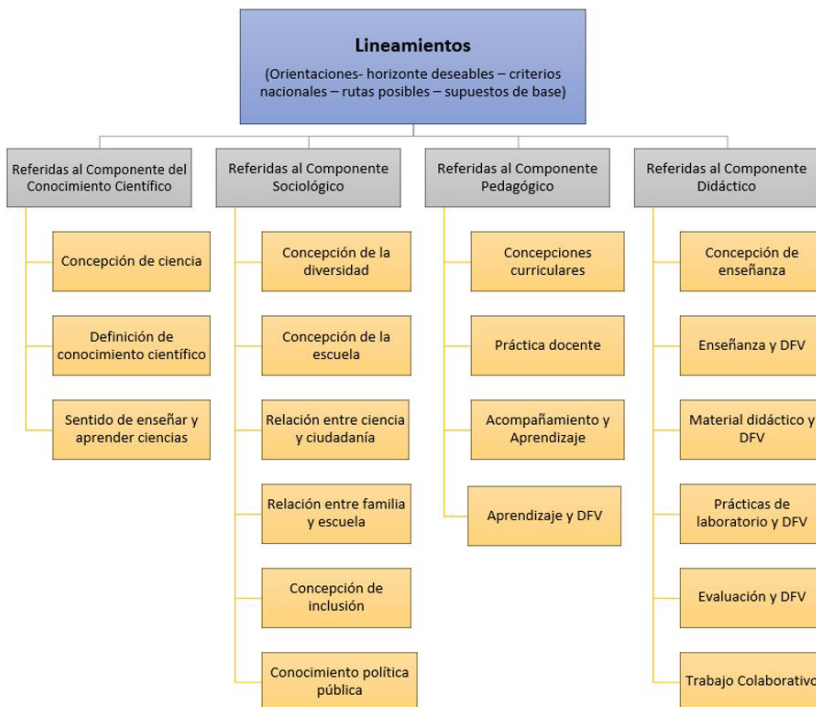 Lineamientos
(Orientaciones- horizonte deseables – criterios
nacionales – rutas posibles – supuestos de base)
Referidas al Componente del
Conocimiento Científico
Concepción de ciencia
Definición de
conocimiento científico
Sentido de enseñar y
aprender ciencias
Referidas al Componente
Sociológico
Concepción de la
diversidad
Concepción de la
escuela
Relación entre ciencia
y ciudadanía
Relación entre familia
y escuela
Concepción de
inclusión
Conocimiento política
pública
Referidas al Componente
Pedagógico
Concepciones
curriculares
Práctica docente
Acompañamiento y
Aprendizaje
Aprendizaje y DFV
Referidas al Componente
Didáctico
Concepción de
enseñanza
Enseñanza y DFV
Material didáctico y
DFV
Prácticas de
laboratorio y DFV
Evaluación y DFV
Trabajo Colaborativo